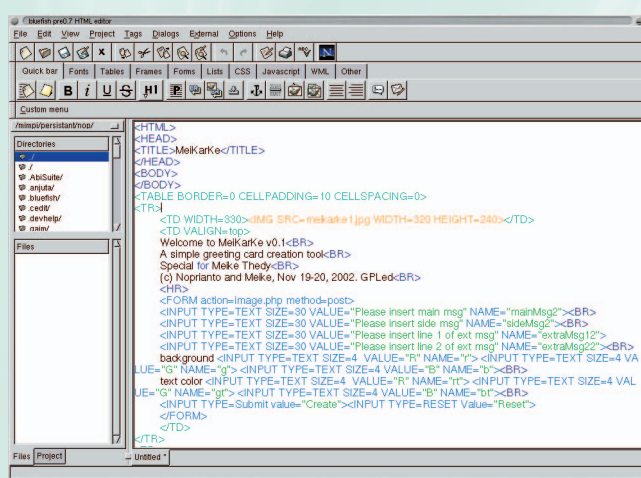 bluefish pre0.7 HTML editor
File Edit View Project Tags Dialogs External Options Help
Quick bar Fonts Tables Frames Forms Lists CSS Javascript WML Other
B i U S H1
Custom menu
/mimpi/persistant/nop/
Directories
./
./
.AbiSuite/
.anjuta/
.bluefish/
.cedit/
.devhelp/
.gaim/
Files
<HTML>
<HEAD>
<TITLE>MeiKarKe</TITLE>
</HEAD>
<BODY>
</BODY>
<TABLE BORDER=0 CELLPADDING=10 CELLSPACING=0>
<TR>
<TD WIDTH=330><IMG SRC=meikarke1.jpg WIDTH=320 HEIGHT=240></TD>
<TD VALIGN=top>
Welcome to MeiKarKe v0.1<BR>
A simple greeting card creation tool<BR>
Special for Meike Thedy<BR>
(c) Noprianto and Meike, Nov 19-20, 2002. GPLed<BR>
<HR>
<FORM action=image.php method=post>
<INPUT TYPE=TEXT SIZE=30 VALUE="Please insert main msg" NAME="mainMsg2"><BR>
<INPUT TYPE=TEXT SIZE=30 VALUE="Please insert side msg" NAME="sideMsg2"><BR>
<INPUT TYPE=TEXT SIZE=30 VALUE="Please insert line 1 of ext msg" NAME="extraMsg12">
<INPUT TYPE=TEXT SIZE=30 VALUE="Please insert line 2 of ext msg" NAME="extraMsg22"><BR>
background <INPUT TYPE=TEXT SIZE=4 VALUE="R" NAME="r"> <INPUT TYPE=TEXT SIZE=4 VA
LUE="G" NAME="g"> <INPUT TYPE=TEXT SIZE=4 VALUE="B" NAME="b"><BR>
text color <INPUT TYPE=TEXT SIZE=4 VALUE="R" NAME="rt"> <INPUT TYPE=TEXT SIZE=4 VAL
UE="G" NAME="gt"> <INPUT TYPE=TEXT SIZE=4 VALUE="B" NAME="bt"><BR>
<INPUT TYPE=Submit value="Create"><INPUT TYPE=RESET Value="Reset">
</FORM>
</TD>
</TR>
Files Project
Untitled *